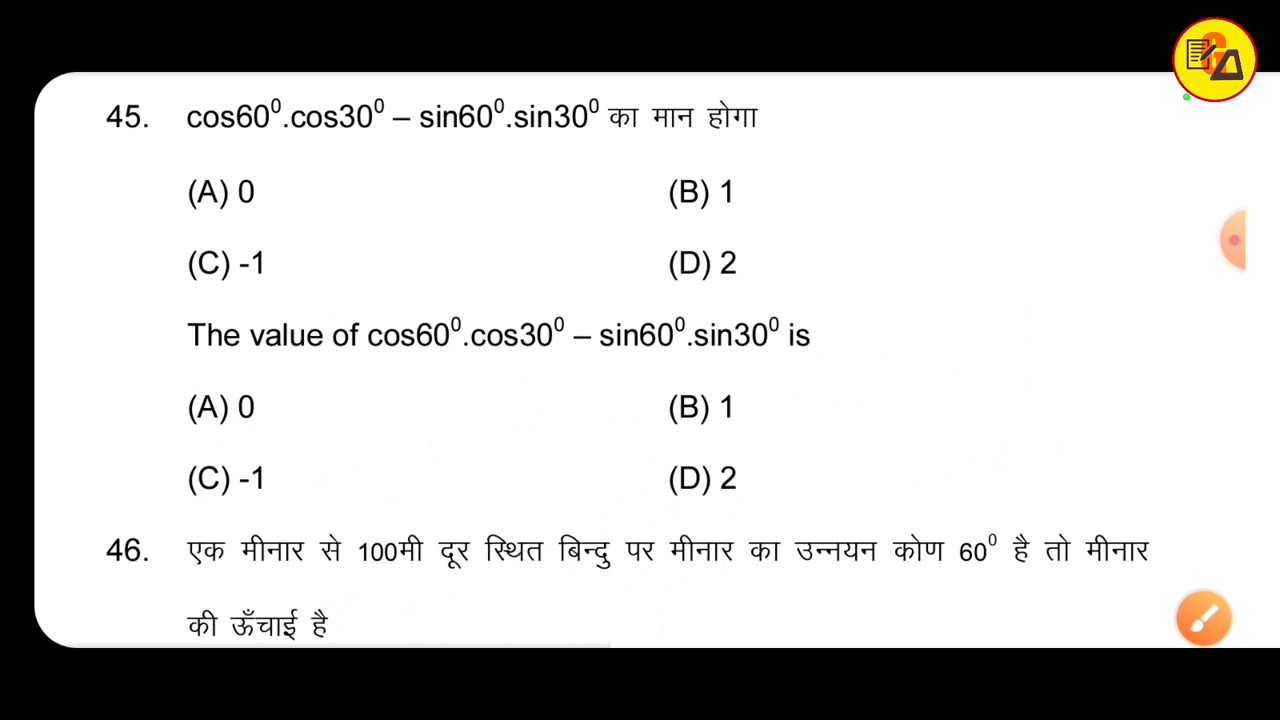 45. cos60⁰.cos30⁰ – sin60⁰.sin30⁰ का मान होगा
(A) 0 (B) 1
(C) -1 (D) 2
The value of cos60⁰.cos30⁰ – sin60⁰.sin30⁰ is
(A) 0 (B) 1
(C) -1 (D) 2
46. एक मीनार से 100मी दूर स्थित बिन्दु पर मीनार का उन्नयन कोण 60⁰ है तो मीनार
की ऊँचाई है